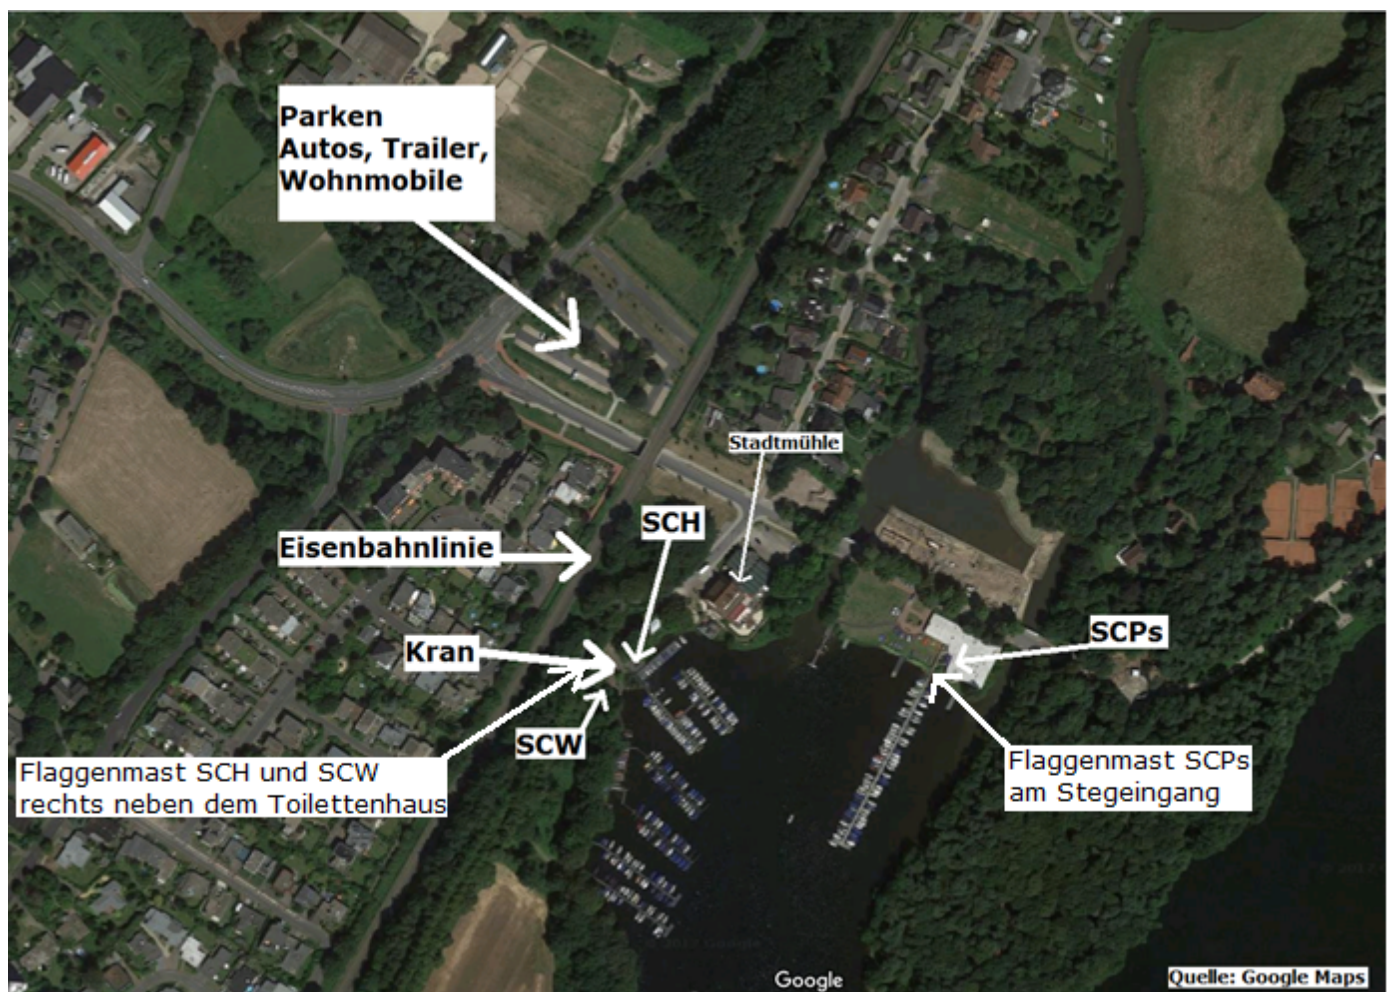 Parken
Autos, Trailer,
Wohnmobile
Stadtmühle
SCH
Eisenbahnlinie
Kran
SCPs
SCW
Flaggenmast SCH und SCW
rechts neben dem Toilettenhaus
Flaggenmast SCPs
am Stegeingang
Google
Quelle: Google Maps